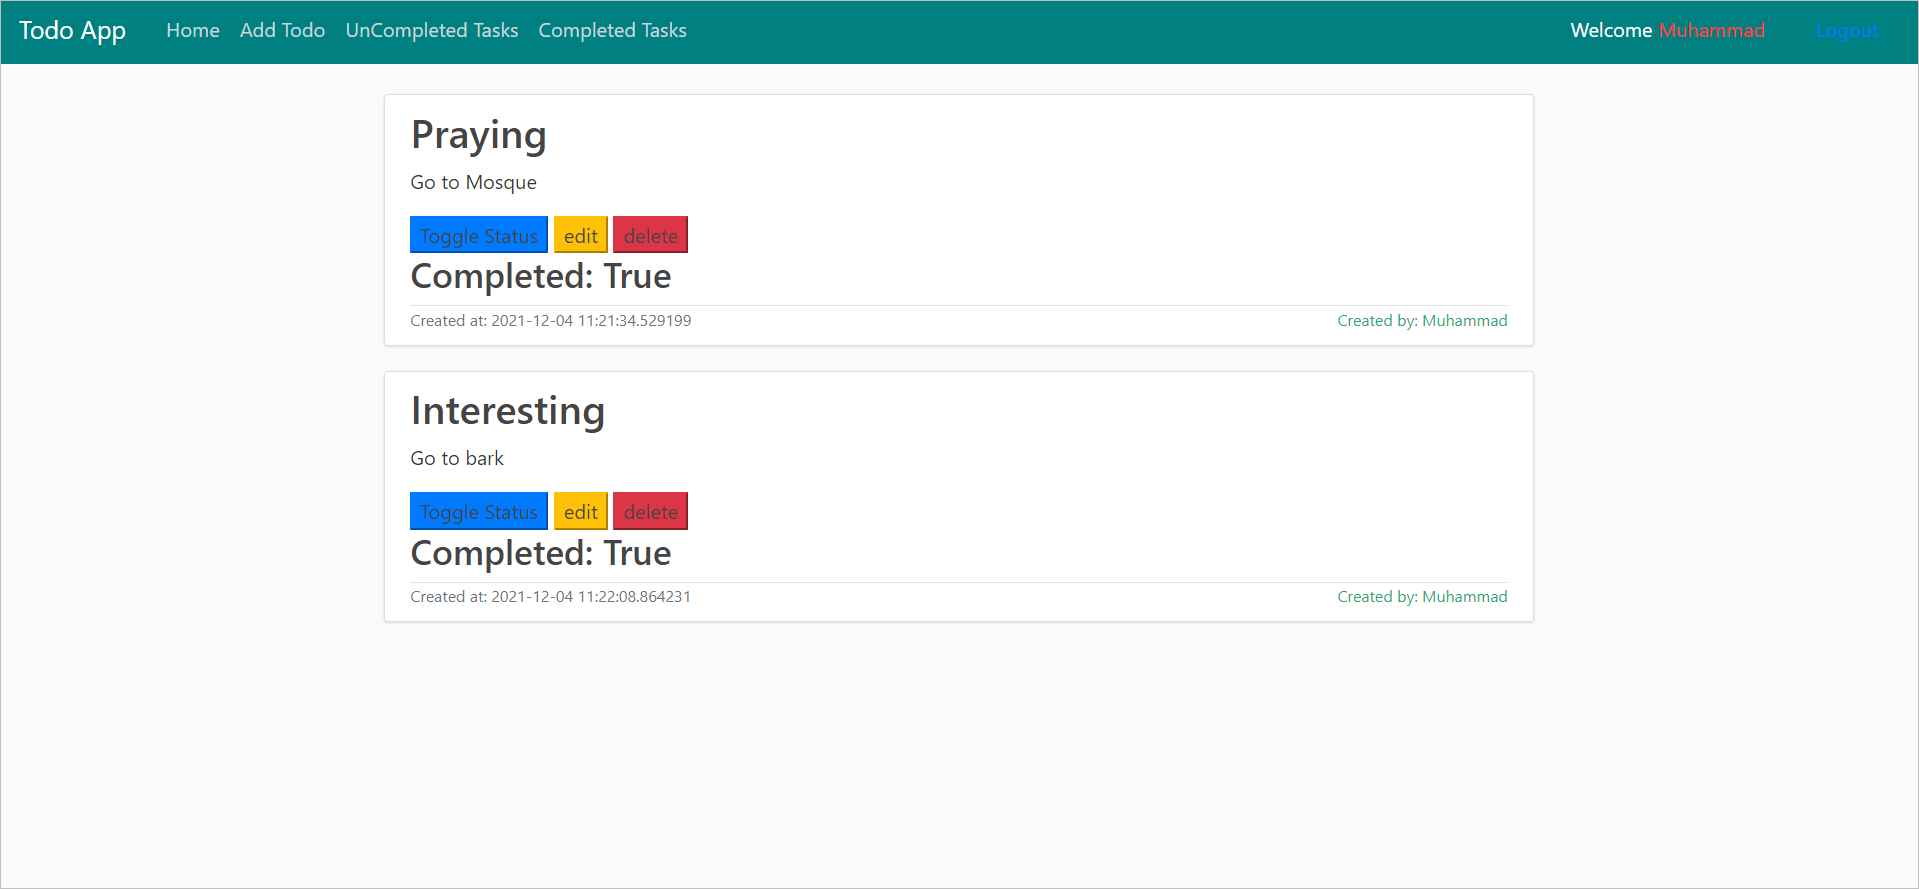 Todo App Home Add Todo UnCompleted Tasks Completed Tasks Welcome Muhammad Logout
Praying
Go to Mosque
Toggle Status edit delete
Completed: True
Created at: 2021-12-04 11:21:34.529199 Created by: Muhammad
Interesting
Go to bark
Toggle Status edit delete
Completed: True
Created at: 2021-12-04 11:22:08.864231 Created by: Muhammad